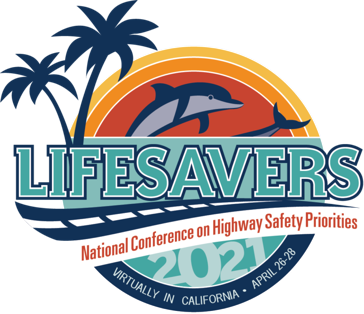 LIFESAVERS
National Conference on Highway Safety Priorities
2021
VIRTUALLY IN CALIFORNIA • APRIL 26-28